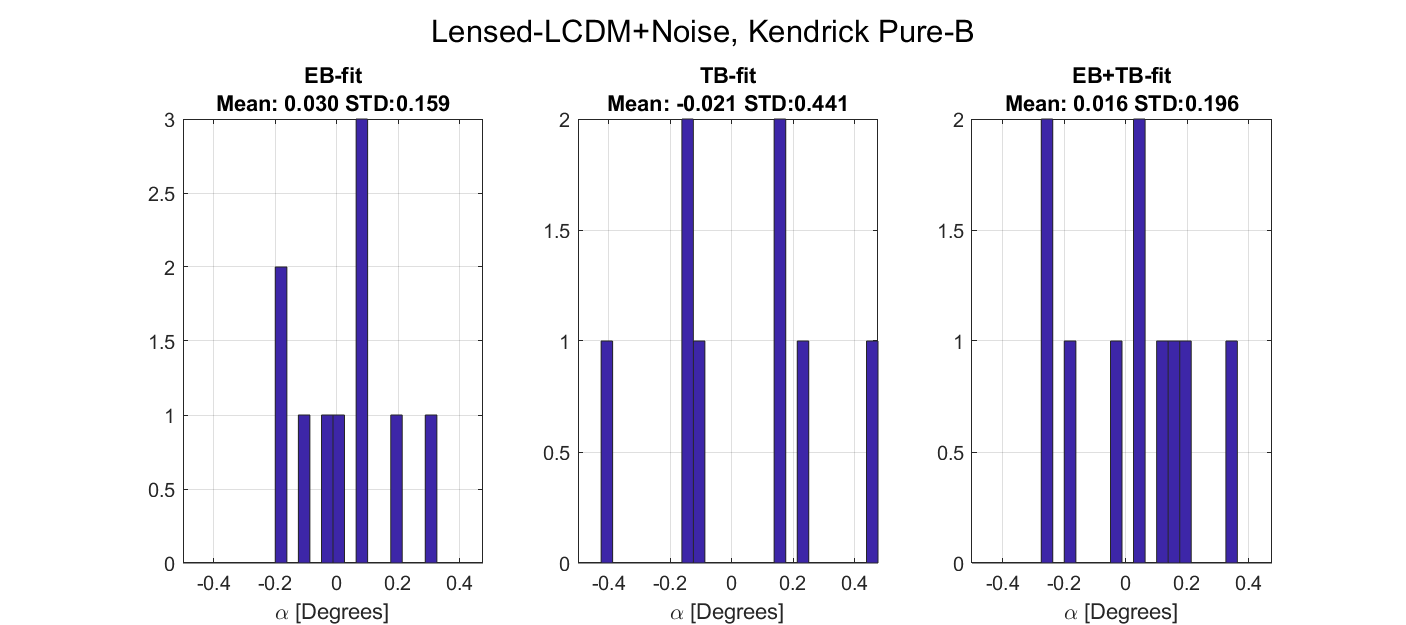 Lensed-LCDM+Noise, Kendrick Pure-B
EB-fit
Mean: 0.030 STD:0.159
3
2.5
2
1.5
1
0.5
0
-0.4 -0.2 0 0.2 0.4
α [Degrees]
TB-fit
Mean: -0.021 STD:0.441
2
1.5
1
0.5
0
-0.4 -0.2 0 0.2 0.4
α [Degrees]
EB+TB-fit
Mean: 0.016 STD:0.196
2
1.5
1
0.5
0
-0.4 -0.2 0 0.2 0.4
α [Degrees]